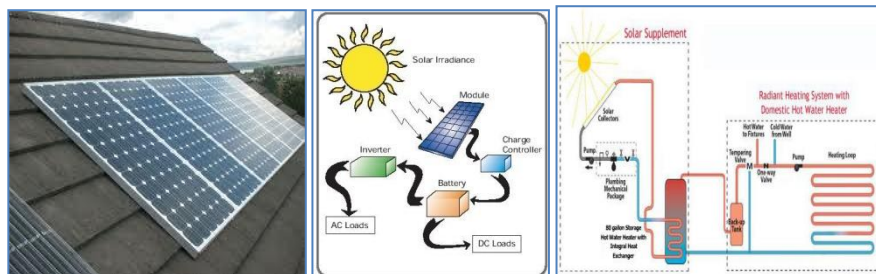 Solar Irradiance
Module
Charge
Controller
Inverter
Battery
AC Loads
DC Loads
Solar Supplement
Radiant Heating System with
Domestic Hot Water Heater
Solar
Collectors
Pump
Plumbing
Mechanical
Package
80 gallon Storage
Hot Water Heater with
Integral Heat
Exchanger
Hot Water
to Fixtures
Cold Water
from Well
Tempering
Valve
M
One-way
Valve
Pump
Heating Loop
Back-up
Tank